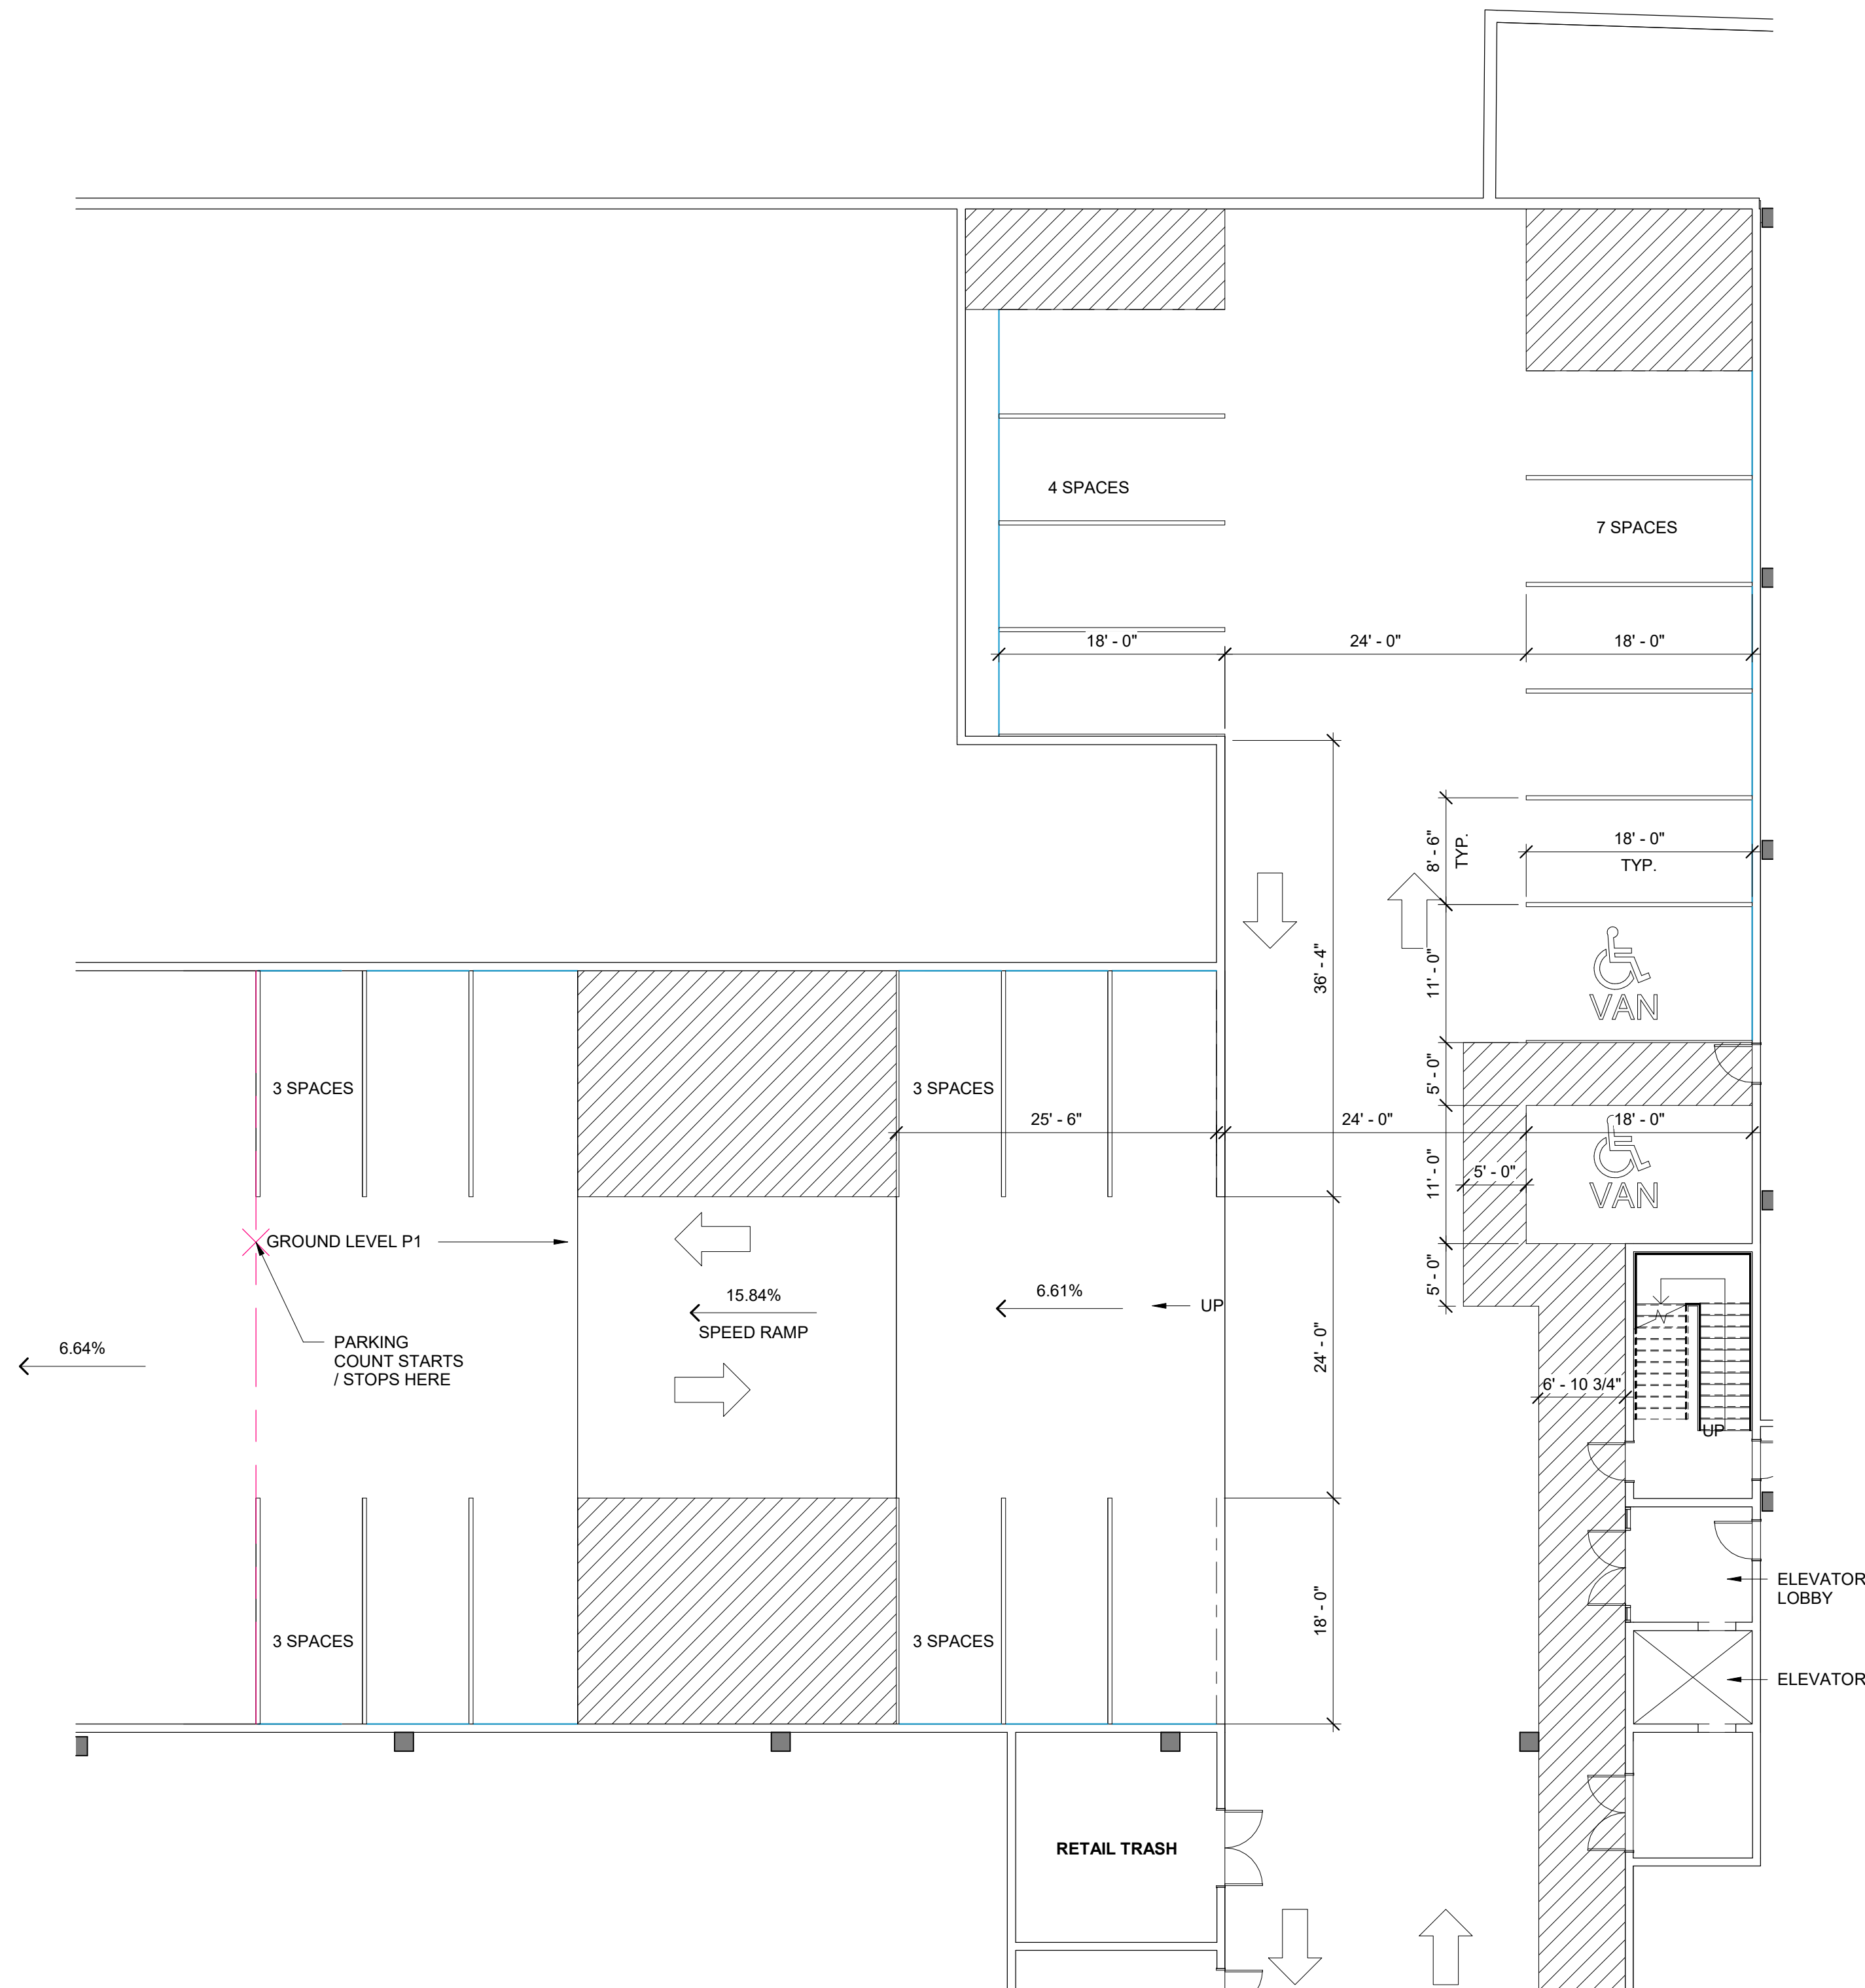 4 SPACES
7 SPACES
18' - 0"
24' - 0"
18' - 0"
8' - 6"
TYP.
18' - 0"
TYP.
36' - 4"
11' - 0"
VAN
5' - 0"
3 SPACES
3 SPACES
25' - 6"
24' - 0"
18' - 0"
11' - 0"
5' - 0"
VAN
GROUND LEVEL P1
15.84%
SPEED RAMP
6.61%
UP
5' - 0"
6.64%
PARKING
COUNT STARTS
/ STOPS HERE
24' - 0"
6' - 10 3/4"
UP
3 SPACES
3 SPACES
18' - 0"
ELEVATOR
LOBBY
ELEVATOR
RETAIL TRASH